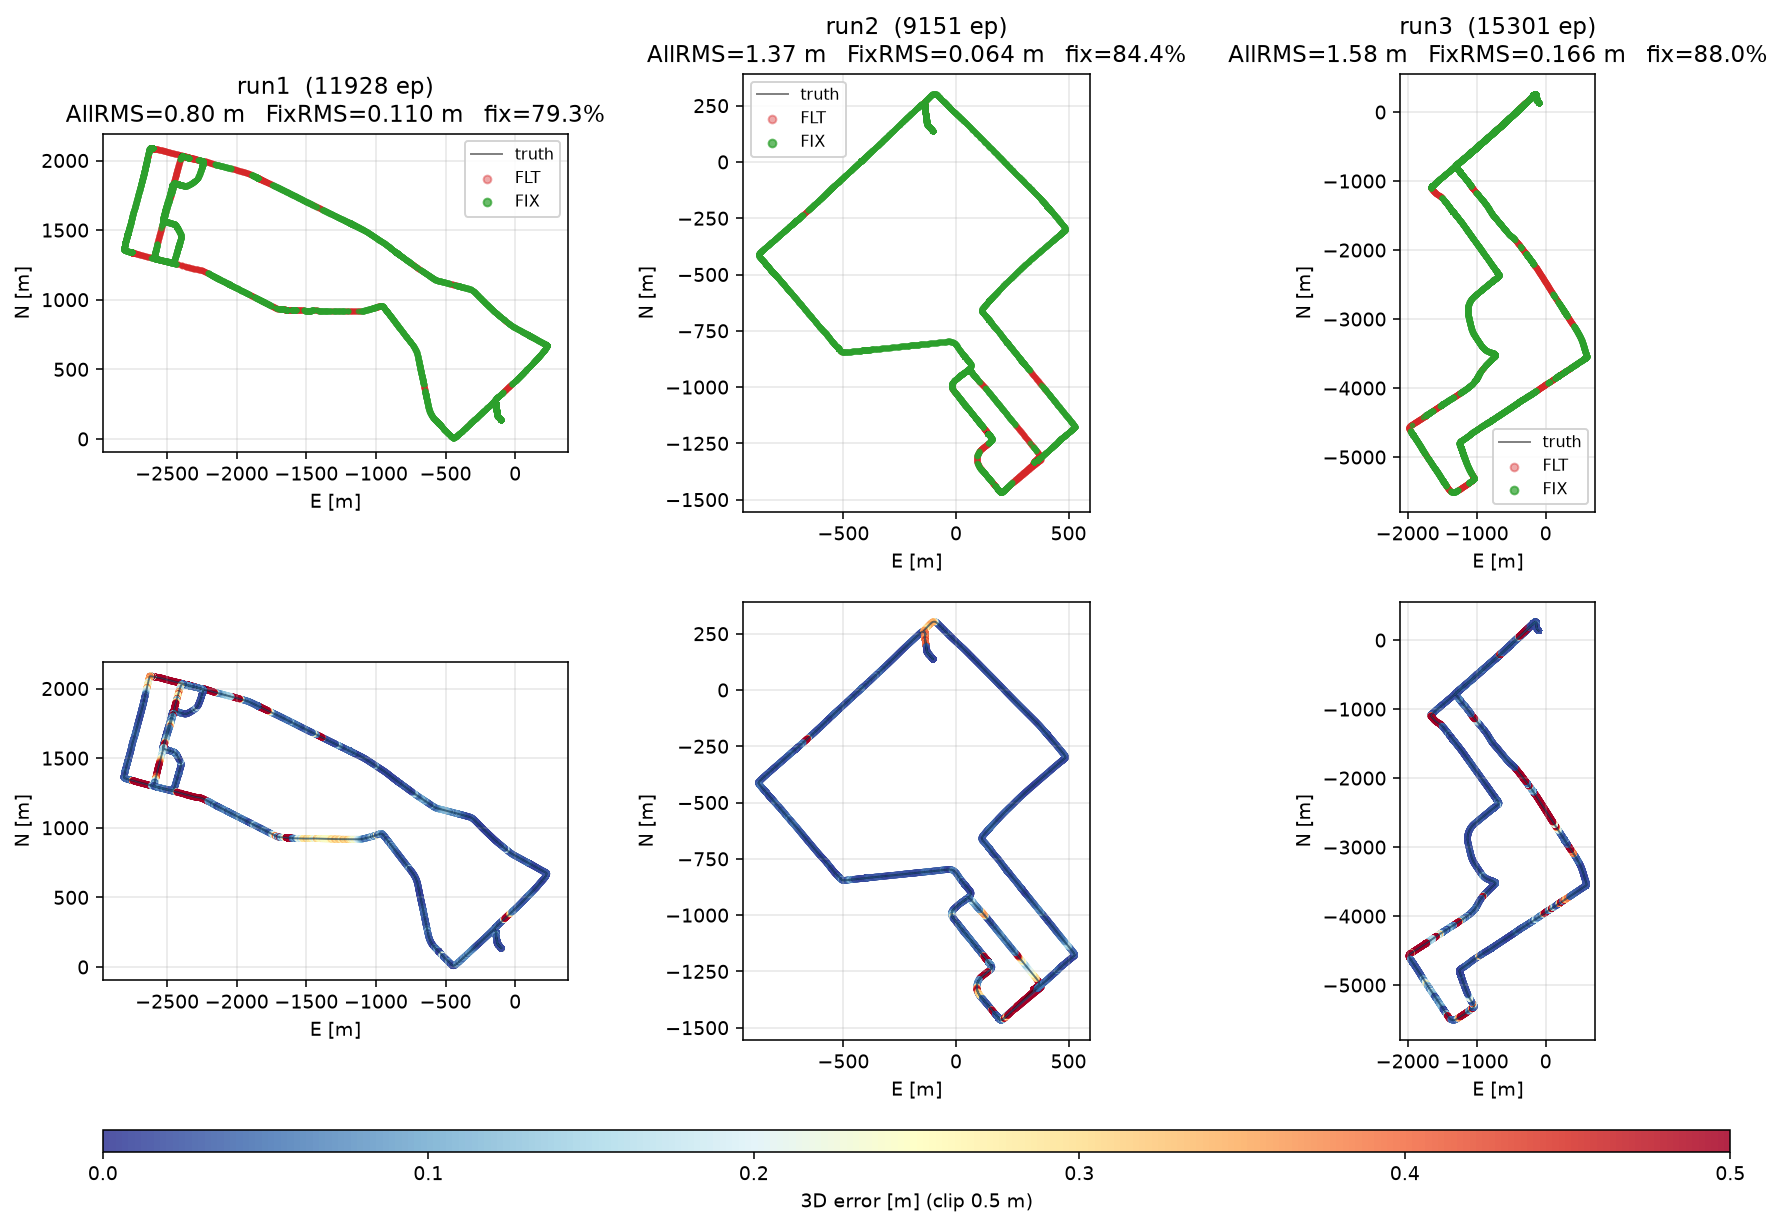 run1  (11928 ep)
AllRMS=0.80 m   FixRMS=0.110 m   fix=79.3%
2000
1500
1000
500
0
N [m]
truth
FLT
FIX
−2500 −2000 −1500 −1000 −500 0
E [m]
run2  (9151 ep)
AllRMS=1.37 m   FixRMS=0.064 m   fix=84.4%
250
0
−250
−500
−750
−1000
−1250
−1500
N [m]
truth
FLT
FIX
−500 0 500
E [m]
run3  (15301 ep)
AllRMS=1.58 m   FixRMS=0.166 m   fix=88.0%
0
−1000
−2000
−3000
−4000
−5000
N [m]
truth
FLT
FIX
−2000 −1000 0
E [m]
2000
1500
1000
500
0
N [m]
−2500 −2000 −1500 −1000 −500 0
E [m]
250
0
−250
−500
−750
−1000
−1250
−1500
N [m]
−500 0 500
E [m]
0
−1000
−2000
−3000
−4000
−5000
N [m]
−2000 −1000 0
E [m]
0.0 0.1 0.2 0.3 0.4 0.5
3D error [m] (clip 0.5 m)